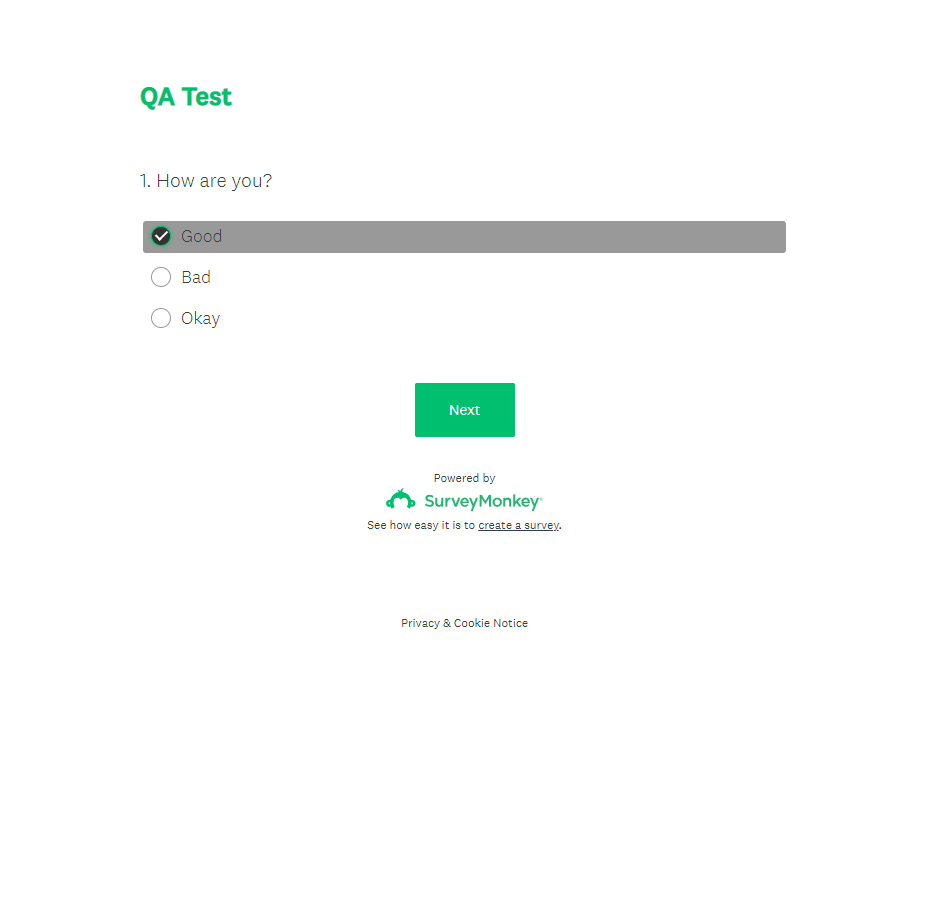 QA Test
1. How are you?
Good
Bad
Okay
Next
Powered by
SurveyMonkey
See how easy it is to create a survey.
Privacy & Cookie Notice